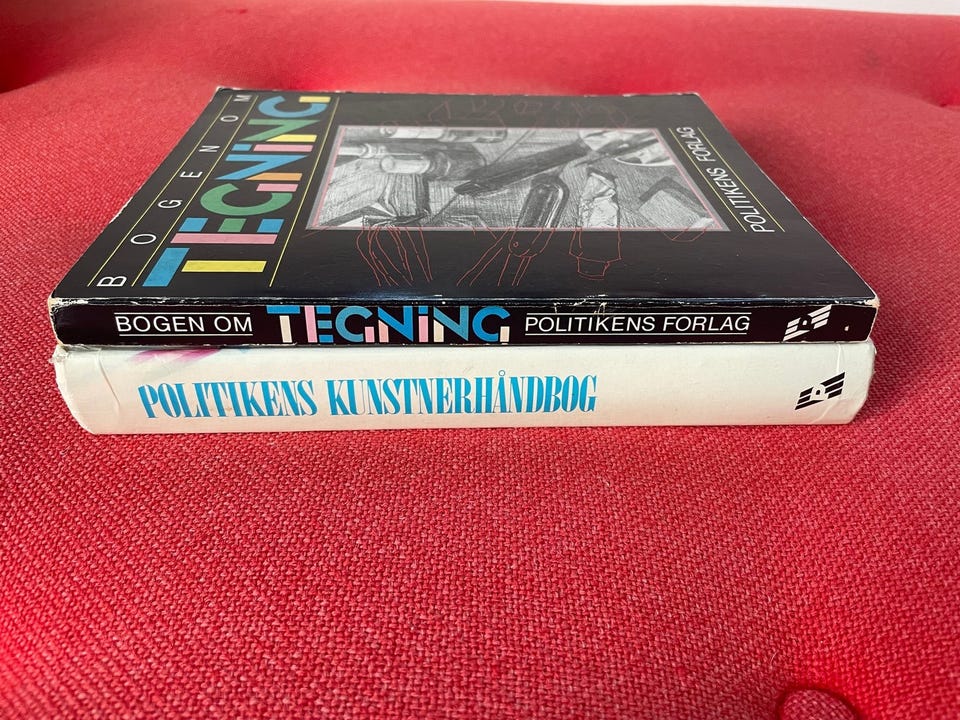 BOGEN OM
TEGNiNG
POLITIKENS FORLAG
BOGEN OM TEGNiNG POLITIKENS FORLAG
POLITIKENS KUNSTNERHÅNDBOG